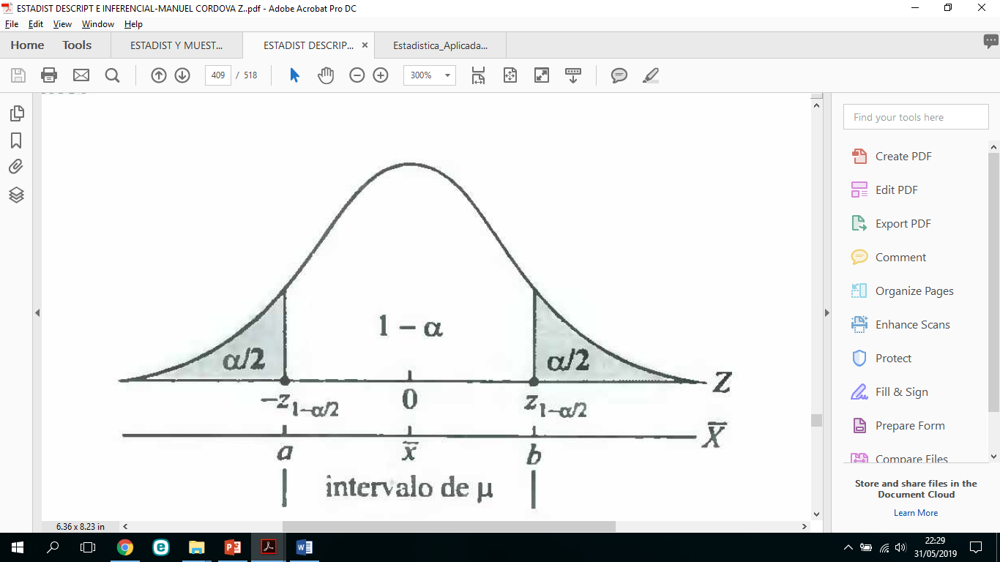 ESTADIST DESCRIPT E INFERENCIAL-MANUEL CORDOVA Z..pdf - Adobe Acrobat Pro DC
File Edit View Window Help
Home Tools ESTADIST Y MUEST... ESTADIST DESCRIP... × Estadistica_Aplicada...
409 / 518 300%
Find your tools here
Create PDF
Edit PDF
Export PDF
Comment
Organize Pages
Enhance Scans
Protect
Fill & Sign
Prepare Form
Compare Files
Store and share files in the
Document Cloud
Learn More
1 – α
α/2 α/2
Z
–z1–α/2 0 z1–α/2
X̅
a x̅ b
intervalo de μ
6.36 x 8.23 in
22:29
31/05/2019